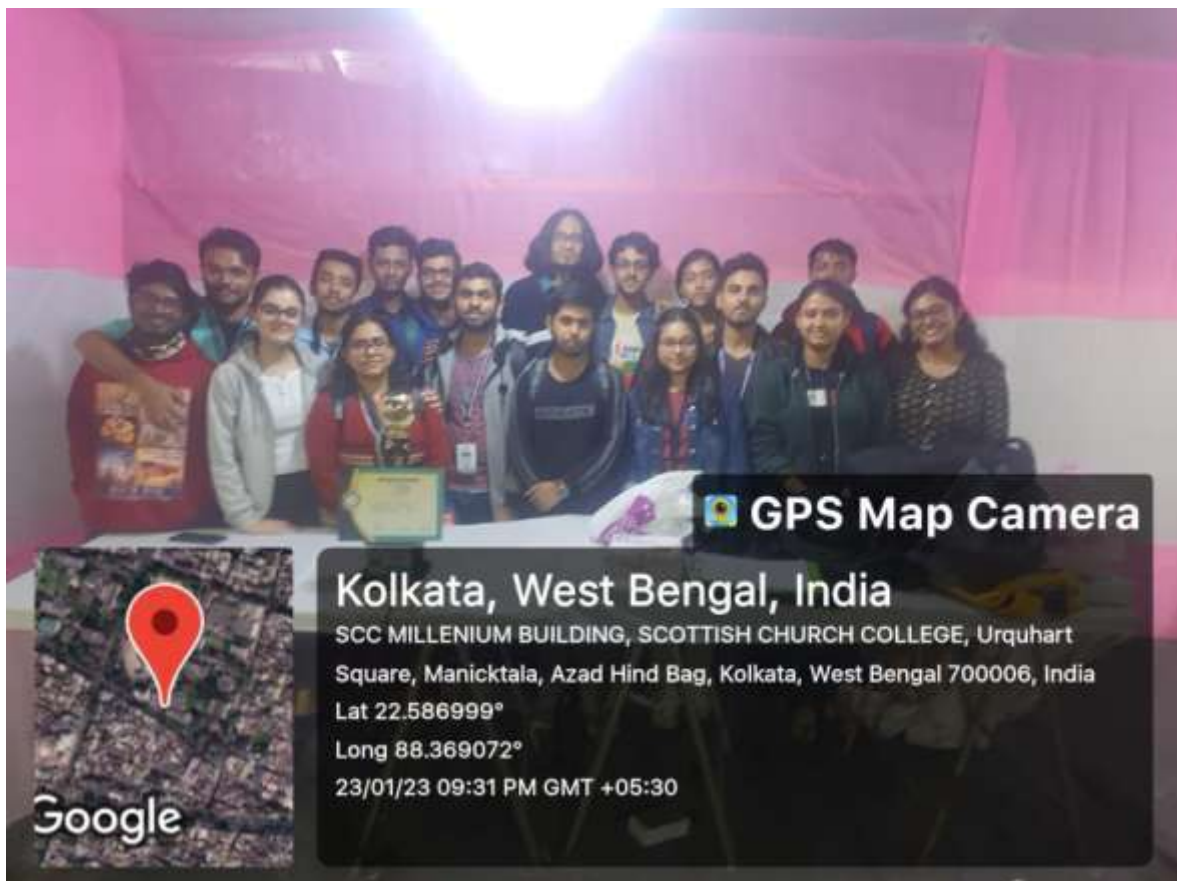 GPS Map Camera
Kolkata, West Bengal, India
SCC MILLENIUM BUILDING, SCOTTISH CHURCH COLLEGE, Urquhart
Square, Manicktala, Azad Hind Bag, Kolkata, West Bengal 700006, India
Lat 22.586999°
Long 88.369072°
23/01/23 09:31 PM GMT +05:30
Google